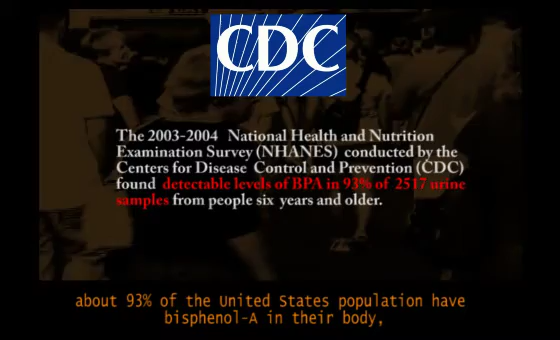 CDC
The 2003-2004 National Health and Nutrition
Examination Survey (NHANES) conducted by the
Centers for Disease Control and Prevention (CDC)
found detectable levels of BPA in 93% of 2517 urine
samples from people six years and older.
about 93% of the United States population have
bisphenol-A in their body,